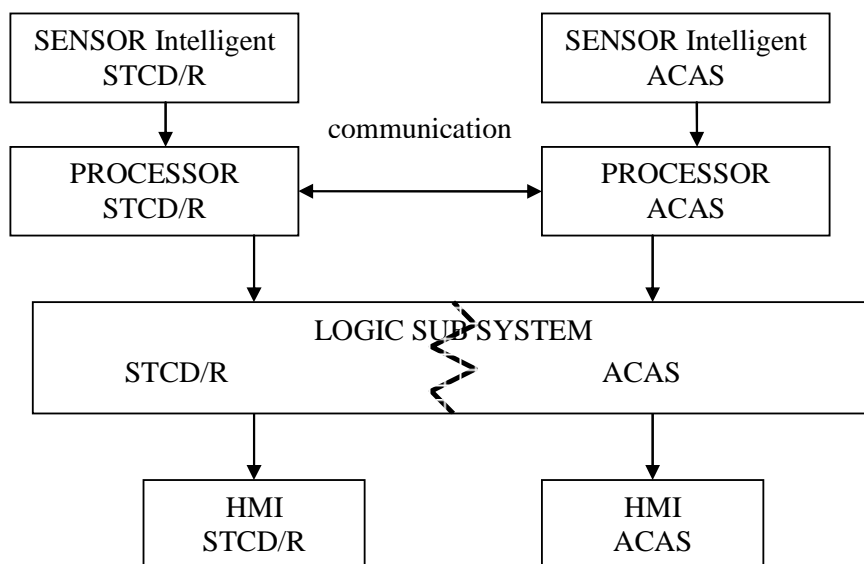 SENSOR Intelligent
STCD/R
SENSOR Intelligent
ACAS
communication
PROCESSOR
STCD/R
PROCESSOR
ACAS
LOGIC SUB SYSTEM
STCD/R
ACAS
HMI
STCD/R
HMI
ACAS